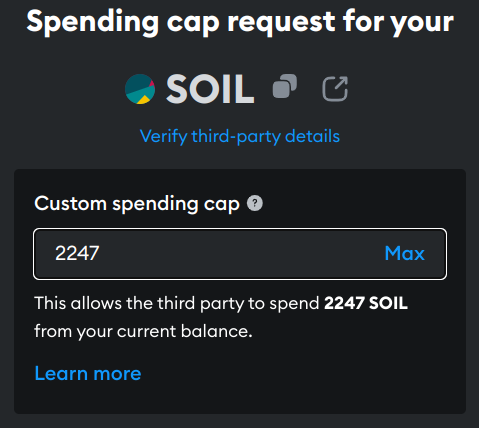 Spending cap request for your
SOIL
Verify third-party details
Custom spending cap ?
2247 Max
This allows the third party to spend 2247 SOIL
from your current balance.
Learn more